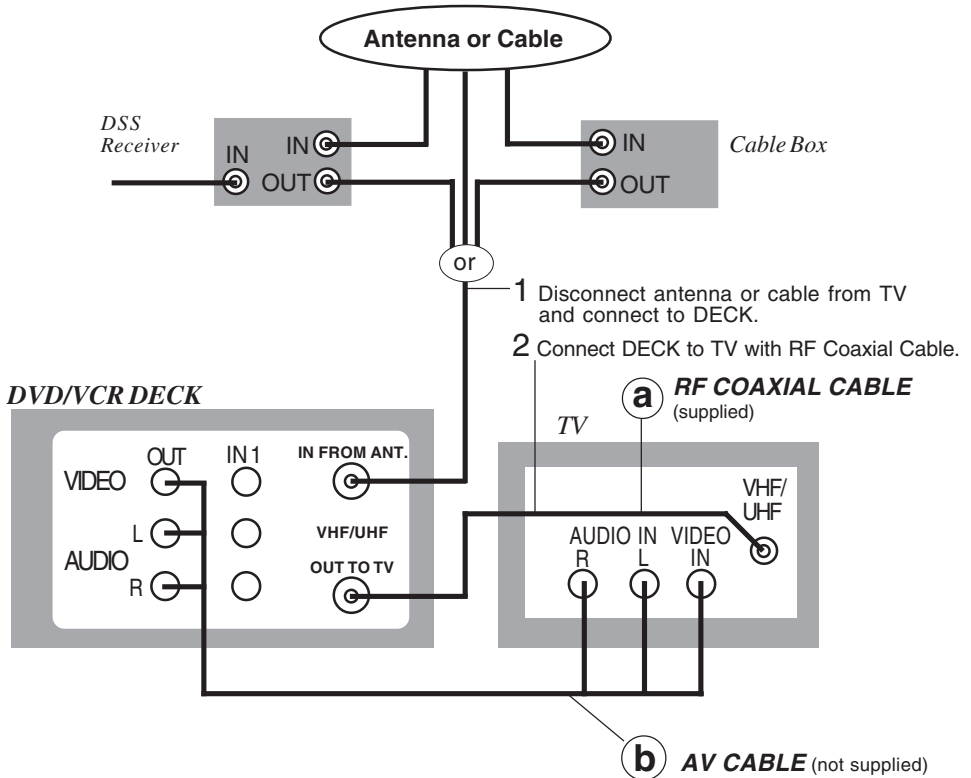 Antenna or Cable
DSS
Receiver
IN
IN
OUT
IN
OUT
Cable Box
or
1 Disconnect antenna or cable from TV
and connect to DECK.
2 Connect DECK to TV with RF Coaxial Cable.
DVD/VCR DECK
a RF COAXIAL CABLE
(supplied)
TV
OUT
IN 1
IN FROM ANT.
VIDEO
L
AUDIO
R
VHF/UHF
OUT TO TV
VHF/
UHF
AUDIO IN
R
L
VIDEO
IN
b AV CABLE (not supplied)